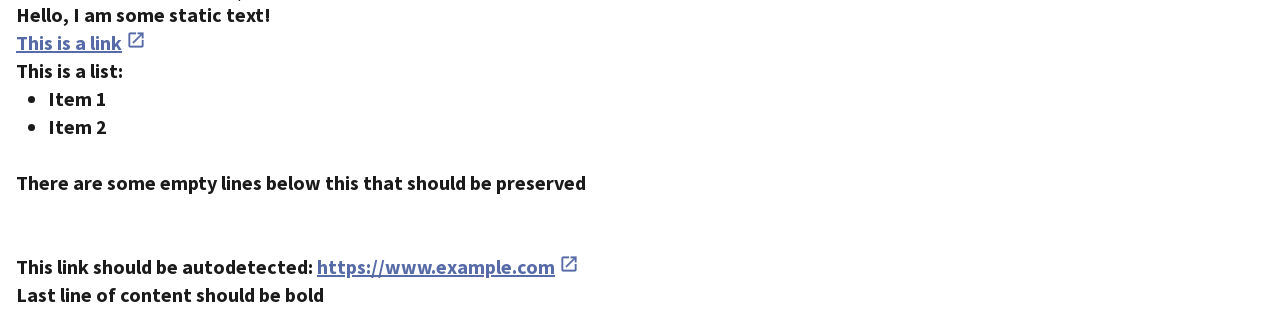 Hello, I am some static text!
This is a link
This is a list:
• Item 1
• Item 2
There are some empty lines below this that should be preserved
This link should be autodetected: https://www.example.com
Last line of content should be bold